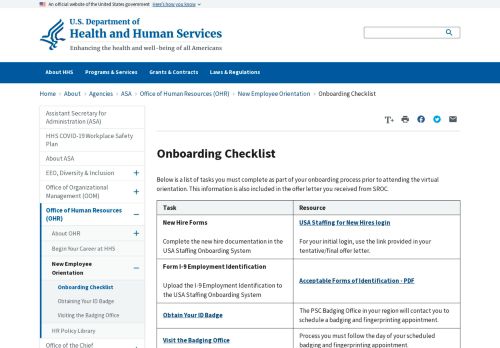 An official website of the United States government Here's how you know
U.S. Department of
Health and Human Services
Enhancing the health and well-being of all Americans
About HHS Programs & Services Grants & Contracts Laws & Regulations
Home › About › Agencies › ASA › Office of Human Resources (OHR) › New Employee Orientation › Onboarding Checklist
Assistant Secretary for
Administration (ASA)
HHS COVID-19 Workplace Safety
Plan
About ASA
EEO, Diversity & Inclusion
Office of Organizational
Management (OOM)
Office of Human Resources
(OHR)
About OHR
Begin Your Career at HHS
New Employee
Orientation
Onboarding Checklist
Obtaining Your ID Badge
Visiting the Badging Office
HR Policy Library
Office of the Chief
T+
Onboarding Checklist
Below is a list of tasks you must complete as part of your onboarding process prior to attending the virtual
orientation. This information is also included in the offer letter you received from SROC.
Task Resource
New Hire Forms
Complete the new hire documentation in the
USA Staffing Onboarding System
USA Staffing for New Hires login
For your initial login, use the link provided in your
tentative/final offer letter.
Form I-9 Employment Identification
Upload the I-9 Employment Identification to
the USA Staffing Onboarding System
Acceptable Forms of Identification - PDF
Obtain Your ID Badge
The PSC Badging Office in your region will contact you to
schedule a badging and fingerprinting appointment.
Visit the Badging Office
Process you must follow the day of your scheduled
badging and fingerprinting appointment.